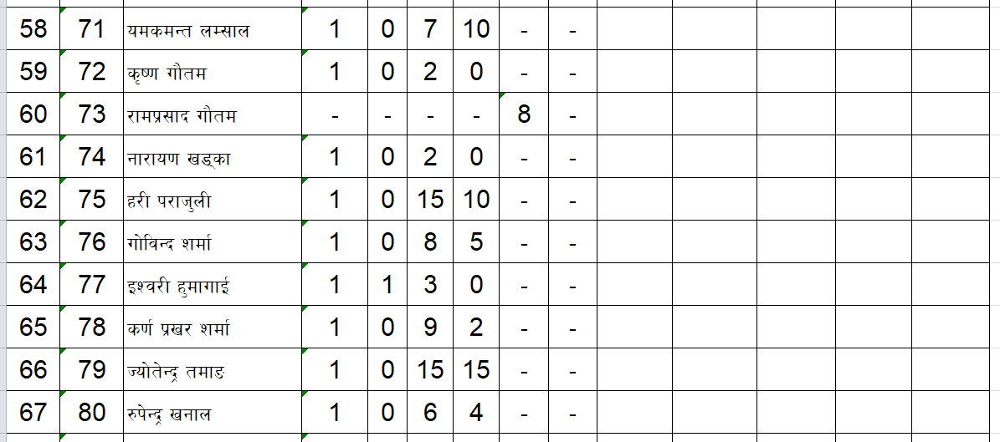 58 71 यमकमन्त लम्साल 1 0 7 10 - -
59 72 कृष्ण गौतम 1 0 2 0 - -
60 73 रामप्रसाद गौतम - - - - 8 -
61 74 नारायण खड्का 1 0 2 0 - -
62 75 हरी पराजुली 1 0 15 10 - -
63 76 गोविन्द शर्मा 1 0 8 5 - -
64 77 इश्वरी हुमागाई 1 1 3 0 - -
65 78 कर्ण प्रखर शर्मा 1 0 9 2 - -
66 79 ज्योतेन्द्र तमाङ 1 0 15 15 - -
67 80 रुपेन्द्र खनाल 1 0 6 4 - -